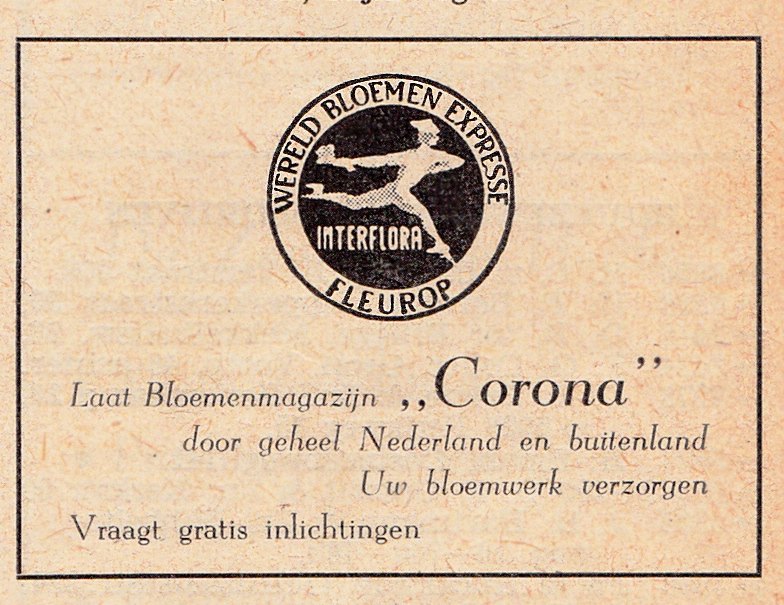 WERELD BLOEMEN EXPRESSE
INTERFLORA
FLEUROP
Laat Bloemenmagazijn „Corona”
door geheel Nederland en buitenland
Uw bloemwerk verzorgen
Vraagt gratis inlichtingen